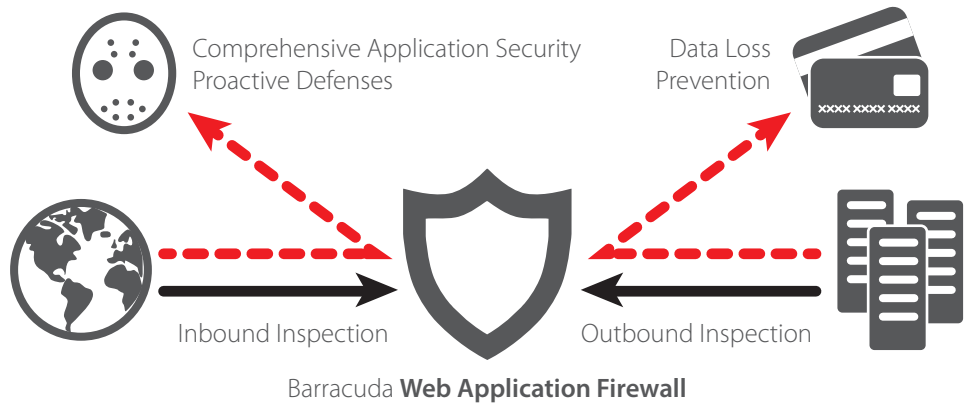 Comprehensive Application Security
Proactive Defenses
Data Loss
Prevention
xxxx xxxx xxxx
Inbound Inspection
Outbound Inspection
Barracuda Web Application Firewall